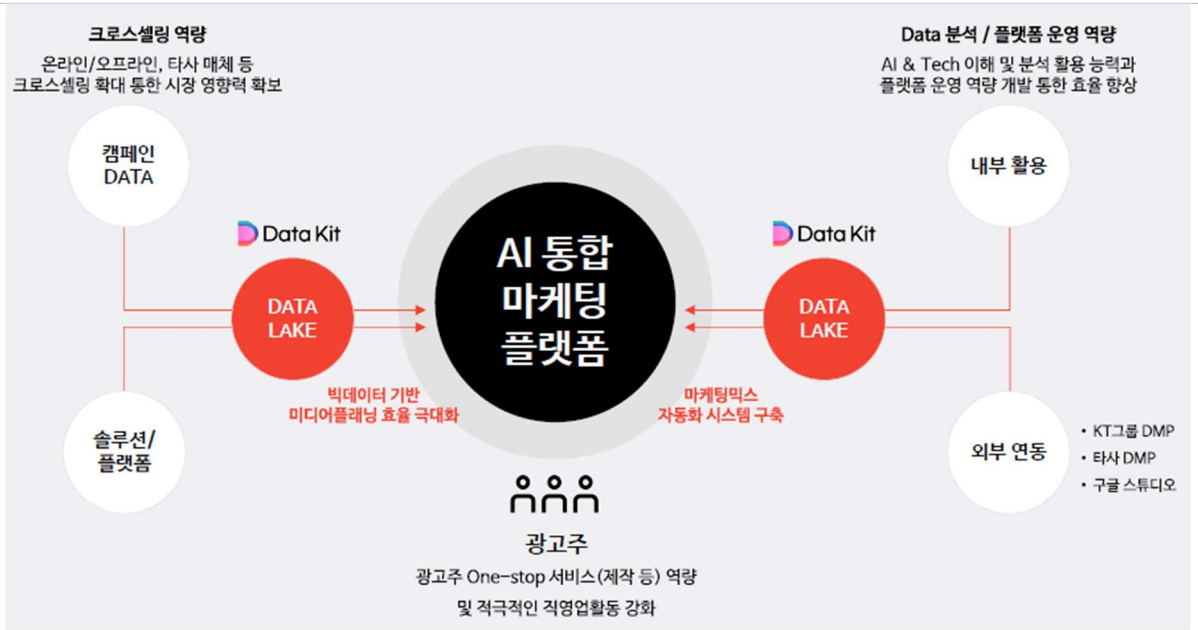 크로스셀링 역량
온라인/오프라인, 타사 매체 등
크로스셀링 확대 통한 시장 영향력 확보
캠페인
DATA
Data Kit
DATA
LAKE
솔루션/
플랫폼
빅데이터 기반
미디어플래닝 효율 극대화
AI 통합
마케팅
플랫폼
Data 분석 / 플랫폼 운영 역량
AI & Tech 이해 및 분석 활용 능력과
플랫폼 운영 역량 개발 통한 효율 향상
내부 활용
Data Kit
DATA
LAKE
마케팅믹스
자동화 시스템 구축
외부 연동
• KT그룹 DMP
• 타사 DMP
• 구글 스튜디오
광고주
광고주 One-stop 서비스(제작 등) 역량
및 적극적인 직영업활동 강화